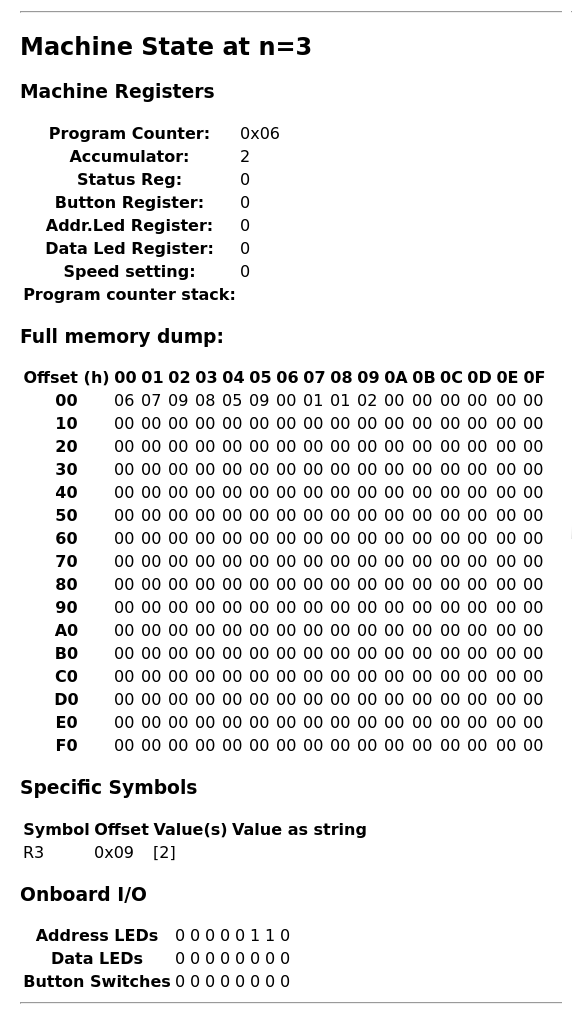 Machine State at n=3
Machine Registers
Program Counter: 0x06
Accumulator: 2
Status Reg: 0
Button Register: 0
Addr.Led Register: 0
Data Led Register: 0
Speed setting: 0
Program counter stack:
Full memory dump:
Offset (h) 00 01 02 03 04 05 06 07 08 09 0A 0B 0C 0D 0E 0F
00 06 07 09 08 05 09 00 01 01 02 00 00 00 00 00 00
10 00 00 00 00 00 00 00 00 00 00 00 00 00 00 00 00
20 00 00 00 00 00 00 00 00 00 00 00 00 00 00 00 00
30 00 00 00 00 00 00 00 00 00 00 00 00 00 00 00 00
40 00 00 00 00 00 00 00 00 00 00 00 00 00 00 00 00
50 00 00 00 00 00 00 00 00 00 00 00 00 00 00 00 00
60 00 00 00 00 00 00 00 00 00 00 00 00 00 00 00 00
70 00 00 00 00 00 00 00 00 00 00 00 00 00 00 00 00
80 00 00 00 00 00 00 00 00 00 00 00 00 00 00 00 00
90 00 00 00 00 00 00 00 00 00 00 00 00 00 00 00 00
A0 00 00 00 00 00 00 00 00 00 00 00 00 00 00 00 00
B0 00 00 00 00 00 00 00 00 00 00 00 00 00 00 00 00
C0 00 00 00 00 00 00 00 00 00 00 00 00 00 00 00 00
D0 00 00 00 00 00 00 00 00 00 00 00 00 00 00 00 00
E0 00 00 00 00 00 00 00 00 00 00 00 00 00 00 00 00
F0 00 00 00 00 00 00 00 00 00 00 00 00 00 00 00 00
Specific Symbols
Symbol Offset Value(s) Value as string
R3 0x09 [2]
Onboard I/O
Address LEDs 0 0 0 0 0 1 1 0
Data LEDs 0 0 0 0 0 0 0 0
Button Switches 0 0 0 0 0 0 0 0